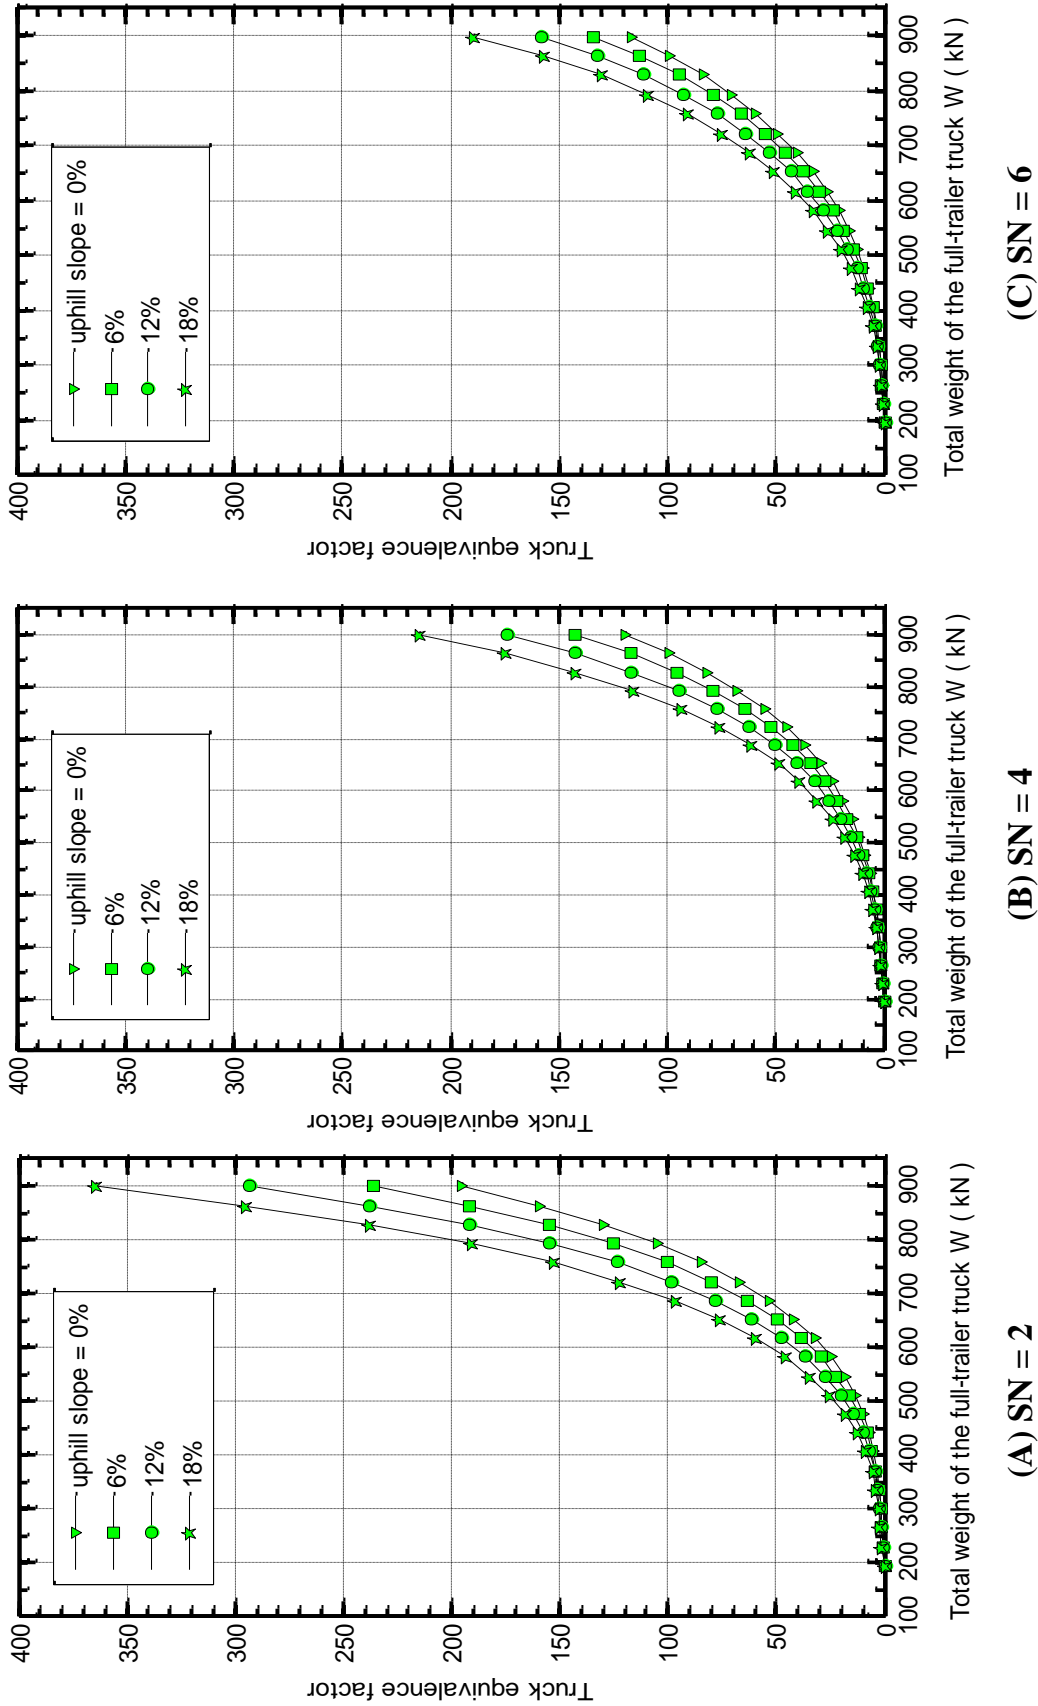 400
350
300
250
200
150
100
50
0
Truck equivalence factor
uphill slope = 0%
6%
12%
18%
100 200 300 400 500 600 700 800 900
Total weight of the full-trailer truck W ( kN )
(A) SN = 2
400
350
300
250
200
150
100
50
0
Truck equivalence factor
uphill slope = 0%
6%
12%
18%
100 200 300 400 500 600 700 800 900
Total weight of the full-trailer truck W ( kN )
(B) SN = 4
400
350
300
250
200
150
100
50
0
Truck equivalence factor
uphill slope = 0%
6%
12%
18%
100 200 300 400 500 600 700 800 900
Total weight of the full-trailer truck W ( kN )
(C) SN = 6